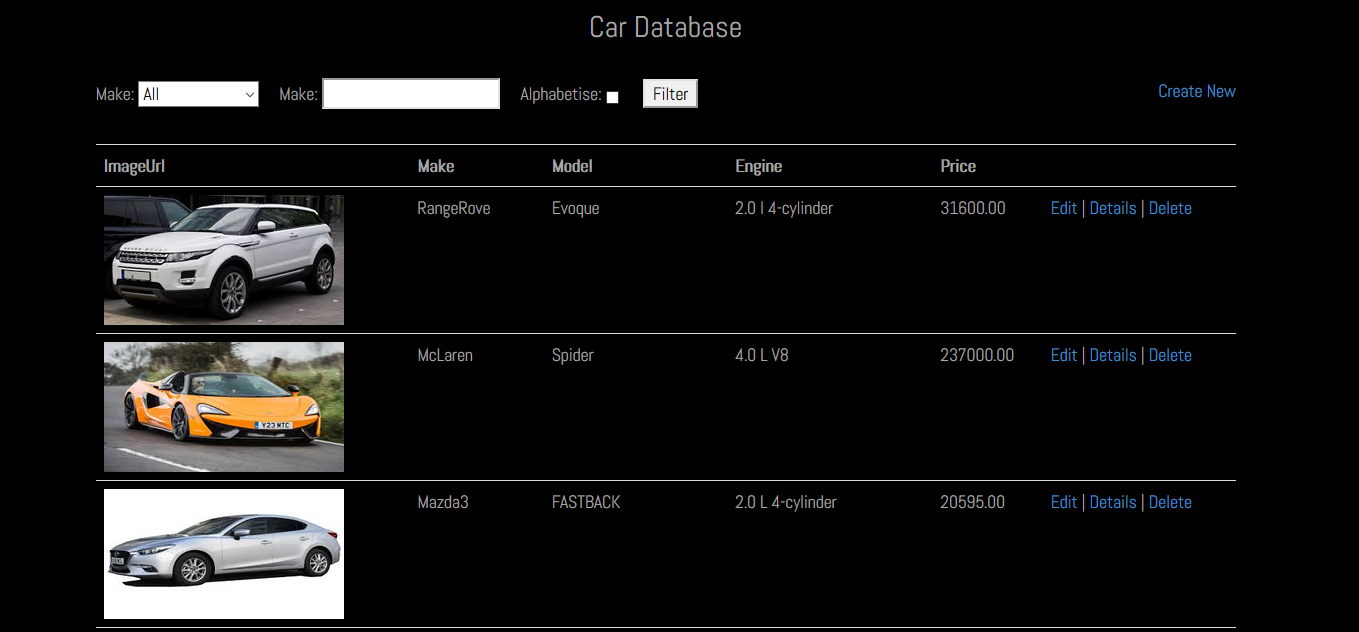 Car Database
Make: All Make: Alphabetise: Filter Create New
ImageUrl Make Model Engine Price
RangeRove Evoque 2.0 l 4-cylinder 31600.00 Edit | Details | Delete
McLaren Spider 4.0 L V8 237000.00 Edit | Details | Delete
Y23 MTC
Mazda3 FASTBACK 2.0 L 4-cylinder 20595.00 Edit | Details | Delete